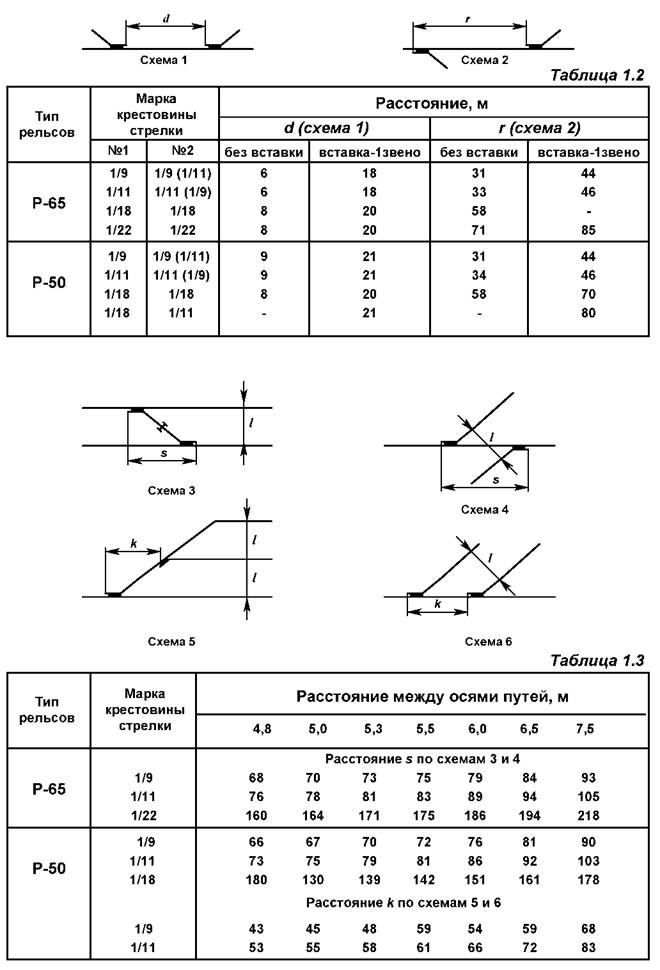 d
r
Схема 1
Схема 2
Таблица 1.2
Тип рельсов
Марка крестовины стрелки
Расстояние, м
d (схема 1)
r (схема 2)
№1 №2 без вставки вставка-1звено без вставки вставка-1звено
Р-65
1/9 1/9 (1/11) 6 18 31 44
1/11 1/11 (1/9) 6 18 33 46
1/18 1/18 8 20 58 -
1/22 1/22 8 20 71 85
Р-50
1/9 1/9 (1/11) 9 21 31 44
1/11 1/11 (1/9) 9 21 34 46
1/18 1/18 8 20 58 70
1/18 1/11 - 21 - 80
l
s
Схема 3
l
s
Схема 4
k
l
l
Схема 5
l
k
Схема 6
Таблица 1.3
Тип рельсов
Марка крестовины стрелки
Расстояние между осями путей, м
4,8 5,0 5,3 5,5 6,0 6,5 7,5
Расстояние s по схемам 3 и 4
Р-65
1/9 68 70 73 75 79 84 93
1/11 76 78 81 83 89 94 105
1/22 160 164 171 175 186 194 218
Р-50
1/9 66 67 70 72 76 81 90
1/11 73 75 79 81 86 92 103
1/18 180 130 139 142 151 161 178
Расстояние k по схемам 5 и 6
1/9 43 45 48 59 54 59 68
1/11 53 55 58 61 66 72 83